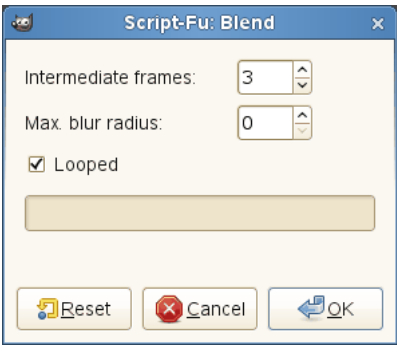 Script-Fu: Blend
Intermediate frames: 3
Max. blur radius: 0
Looped
Reset Cancel OK